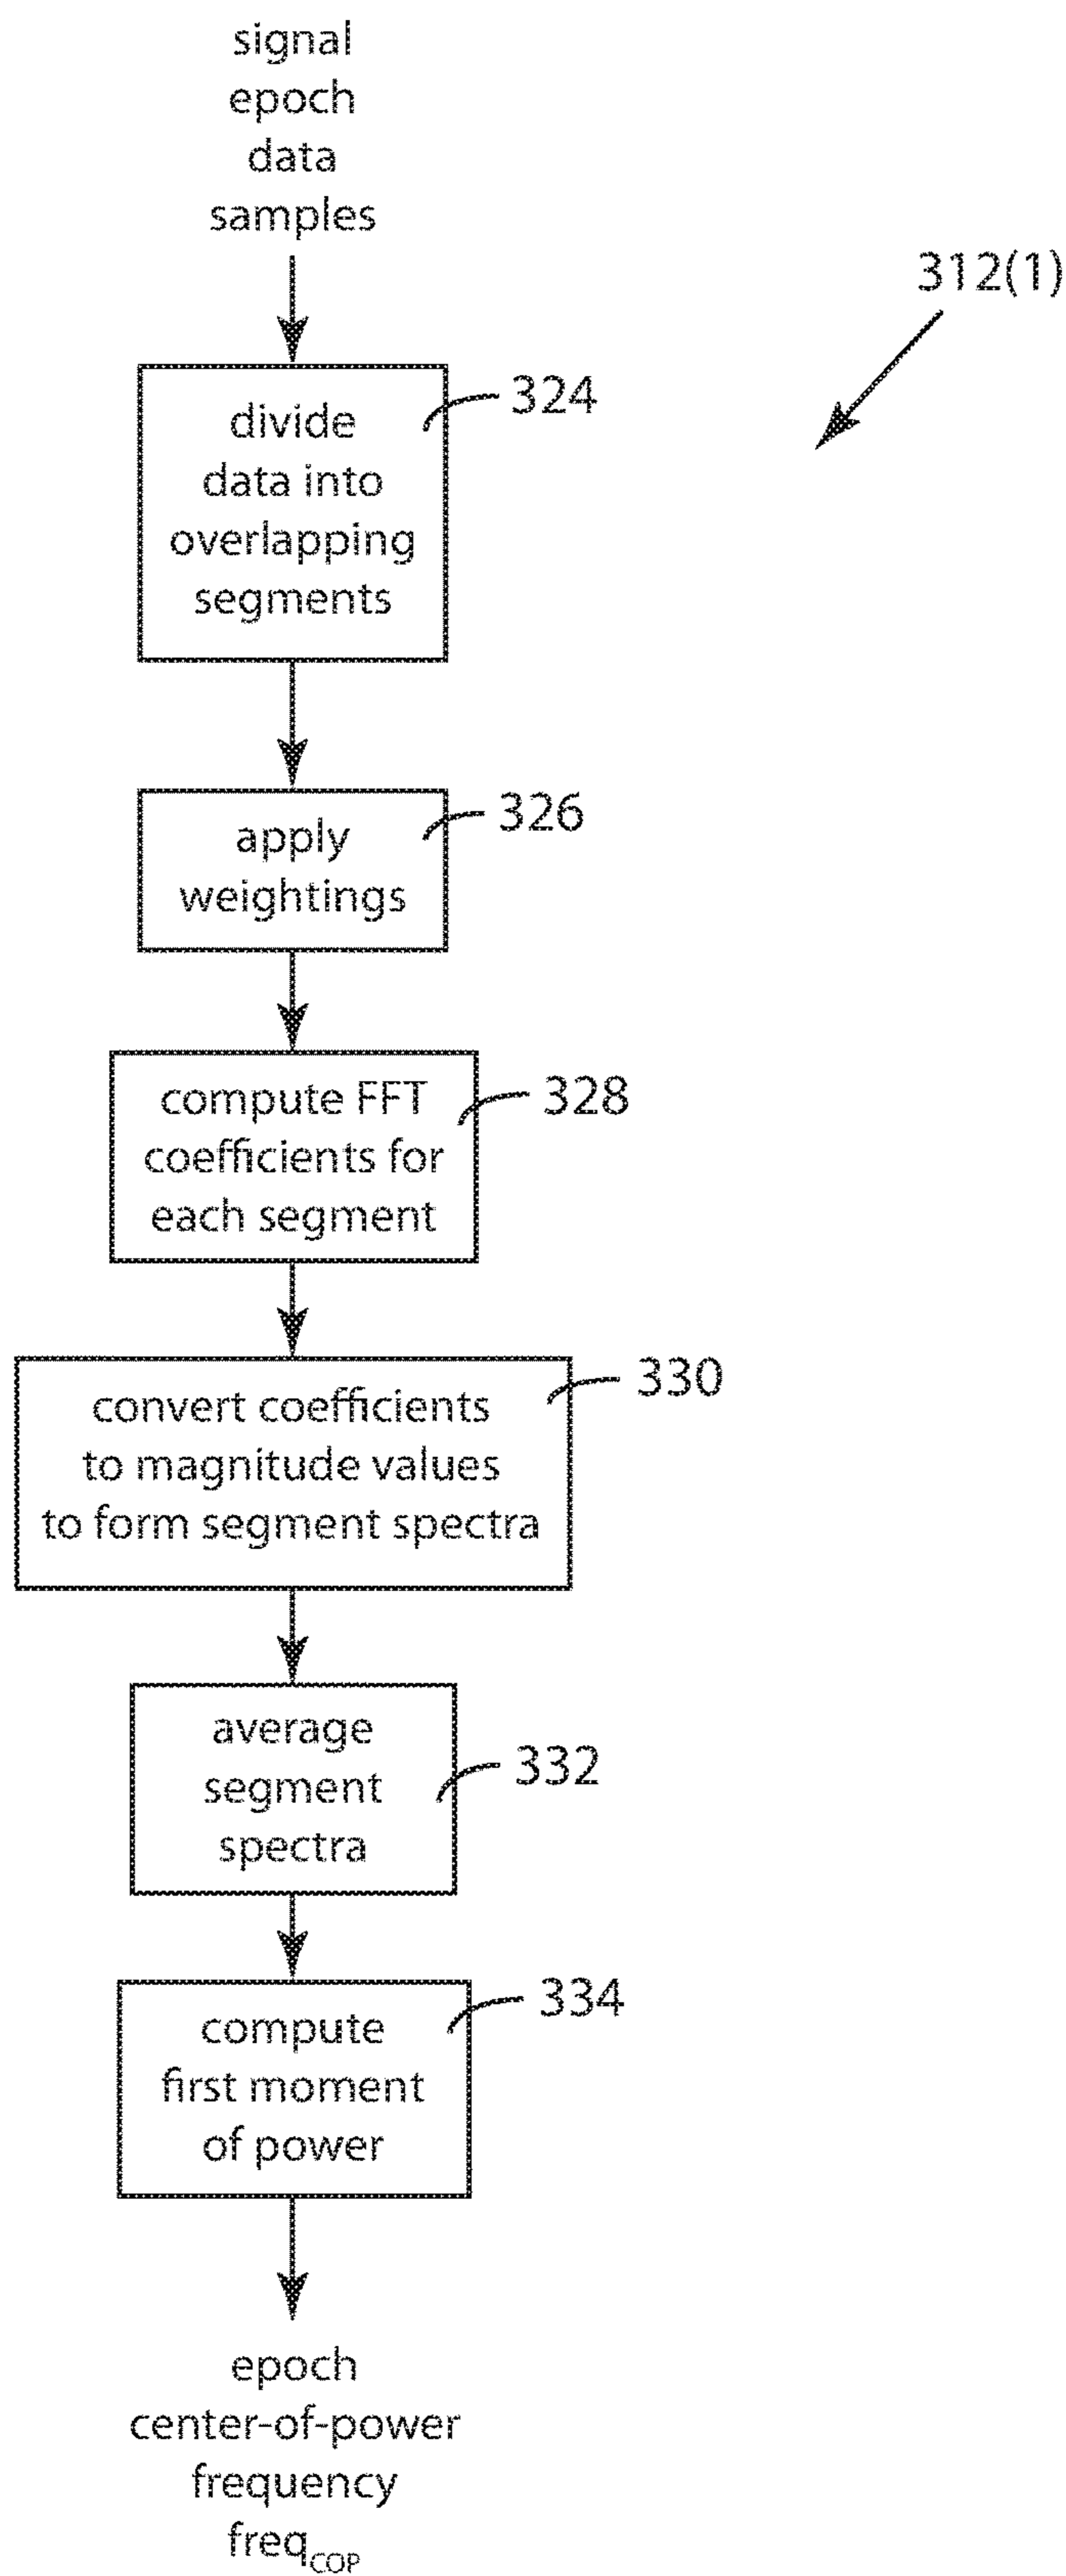 signal
epoch
data
samples
312(1)
divide
data into
overlapping
segments
324
apply
weightings
326
compute FFT
coefficients for
each segment
328
convert coefficients
to magnitude values
to form segment spectra
330
average
segment
spectra
332
compute
first moment
of power
334
epoch
center-of-power
frequency
freq_COP